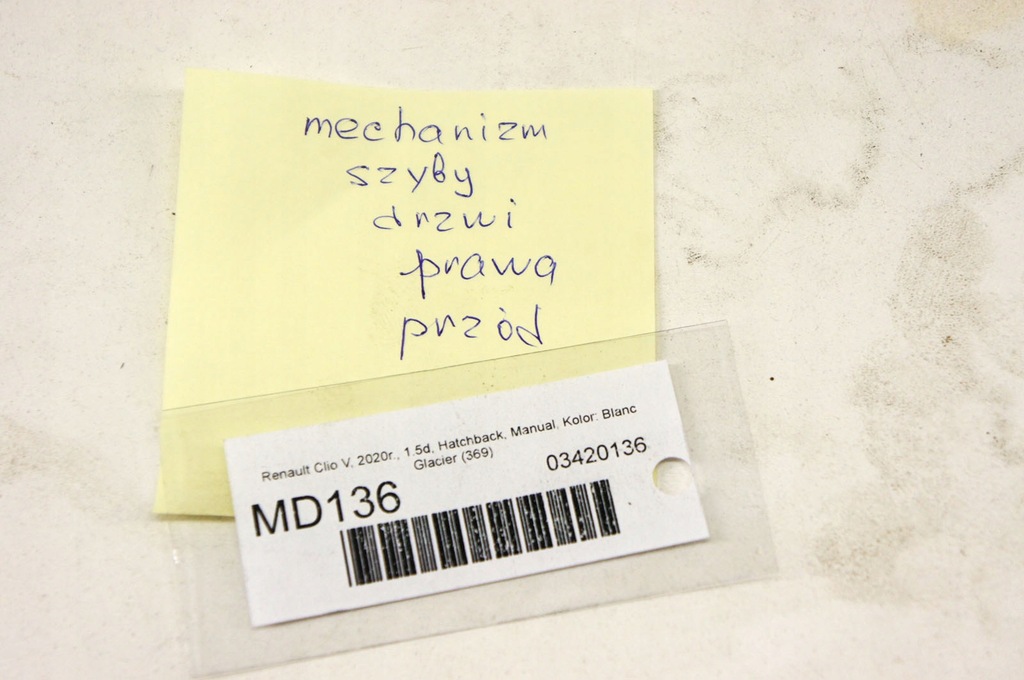 mechanizm
szyby
drzwi
prawa
przód
Renault Clio V, 2020r., 1.5d, Hatchback, Manual, Kolor: Blanc
Glacier (369)
03420136
MD136